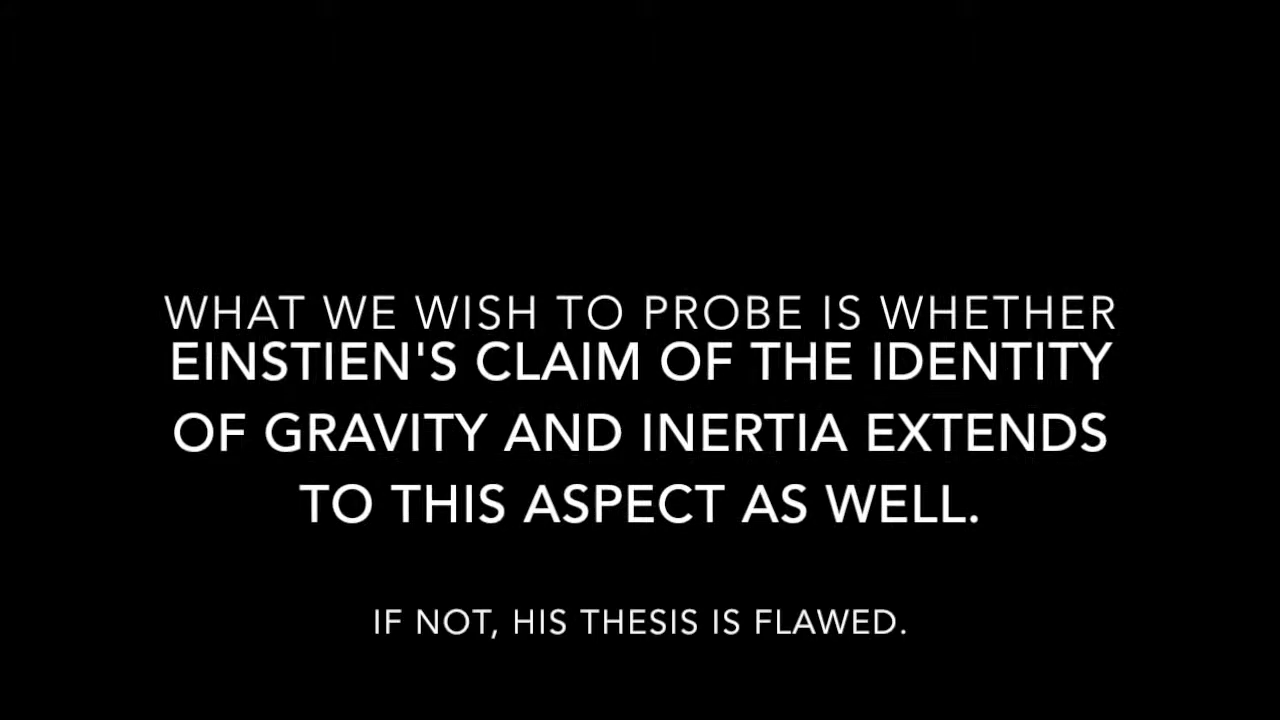 WHAT WE WISH TO PROBE IS WHETHER
EINSTIEN'S CLAIM OF THE IDENTITY
OF GRAVITY AND INERTIA EXTENDS
TO THIS ASPECT AS WELL.
IF NOT, HIS THESIS IS FLAWED.